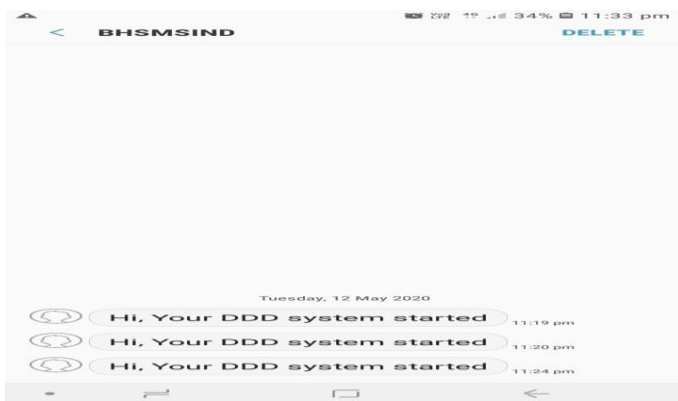 34% 11:33 pm
< BHSMSIND DELETE
Tuesday, 12 May 2020
Hi, Your DDD system started 11:19 pm
Hi, Your DDD system started 11:20 pm
Hi, Your DDD system started 11:24 pm